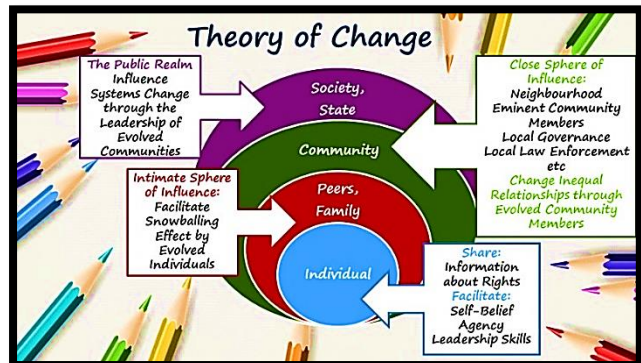 Theory of Change
The Public Realm
Influence
Systems Change
through the
Leadership of
Evolved
Communities
Society,
State
Close Sphere of
Influence:
Neighbourhood
Eminent Community
Members
Local Governance
Local Law Enforcement
etc
Change Inequal
Relationships through
Evolved Community
Members
Community
Intimate Sphere
of Influence:
Facilitate
Snowballing
Effect by
Evolved
Individuals
Peers,
Family
Individual
Share:
Information
about Rights
Facilitate:
Self-Belief
Agency
Leadership Skills